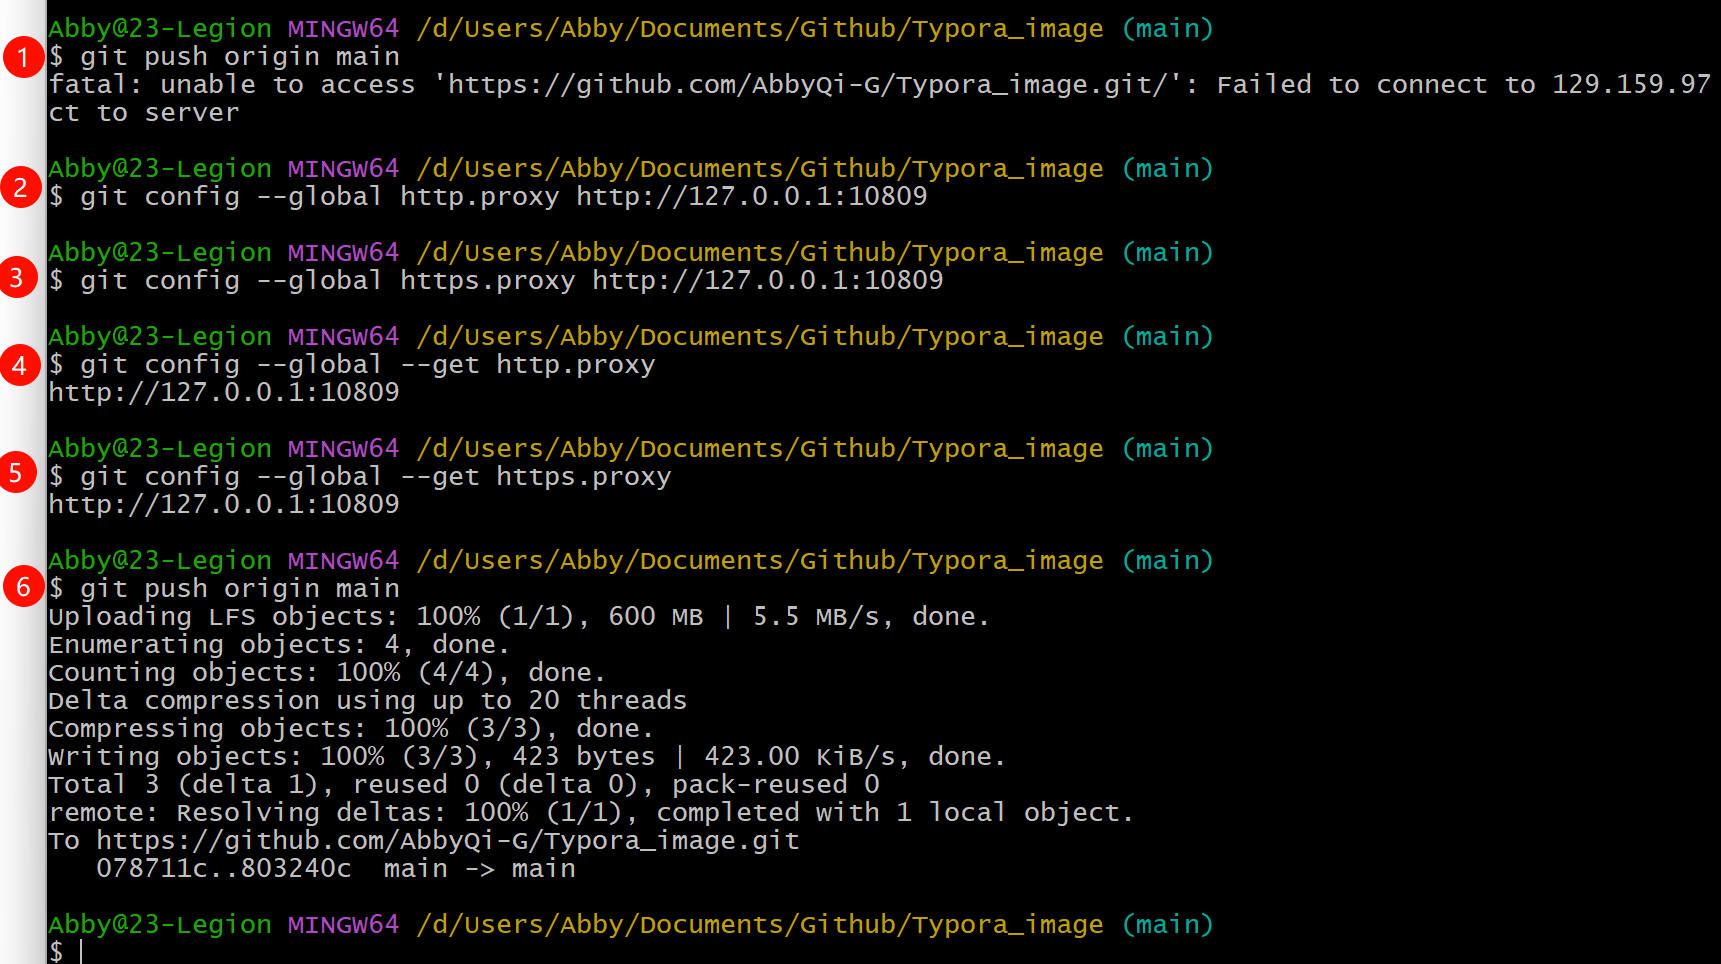 Abby@23-Legion MINGW64 /d/Users/Abby/Documents/Github/Typora_image (main)
1 $ git push origin main
fatal: unable to access 'https://github.com/AbbyQi-G/Typora_image.git/': Failed to connect to 129.159.97
ct to server
Abby@23-Legion MINGW64 /d/Users/Abby/Documents/Github/Typora_image (main)
2 $ git config --global http.proxy http://127.0.0.1:10809
Abby@23-Legion MINGW64 /d/Users/Abby/Documents/Github/Typora_image (main)
3 $ git config --global https.proxy http://127.0.0.1:10809
Abby@23-Legion MINGW64 /d/Users/Abby/Documents/Github/Typora_image (main)
4 $ git config --global --get http.proxy
http://127.0.0.1:10809
Abby@23-Legion MINGW64 /d/Users/Abby/Documents/Github/Typora_image (main)
5 $ git config --global --get https.proxy
http://127.0.0.1:10809
Abby@23-Legion MINGW64 /d/Users/Abby/Documents/Github/Typora_image (main)
6 $ git push origin main
Uploading LFS objects: 100% (1/1), 600 MB | 5.5 MB/s, done.
Enumerating objects: 4, done.
Counting objects: 100% (4/4), done.
Delta compression using up to 20 threads
Compressing objects: 100% (3/3), done.
Writing objects: 100% (3/3), 423 bytes | 423.00 KiB/s, done.
Total 3 (delta 1), reused 0 (delta 0), pack-reused 0
remote: Resolving deltas: 100% (1/1), completed with 1 local object.
To https://github.com/AbbyQi-G/Typora_image.git
078711c..803240c  main -> main
Abby@23-Legion MINGW64 /d/Users/Abby/Documents/Github/Typora_image (main)
$